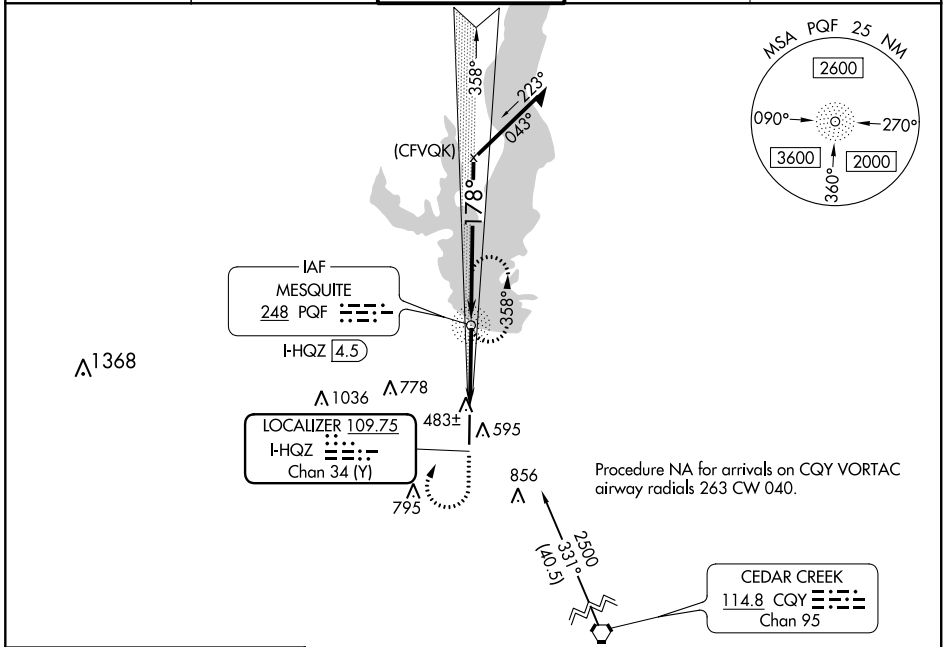 MSA PQF 25 NM
2600
090°
270°
3600
2000
360°
358°
223°
043°
(CFVQK)
178°
358°
IAF
MESQUITE
248 PQF
I-HQZ 4.5
1368
1036
778
483±
595
LOCALIZER 109.75
I-HQZ
Chan 34 (Y)
795
856
Procedure NA for arrivals on CQY VORTAC
airway radials 263 CW 040.
2500
331°
(40.5)
CEDAR CREEK
114.8 CQY
Chan 95